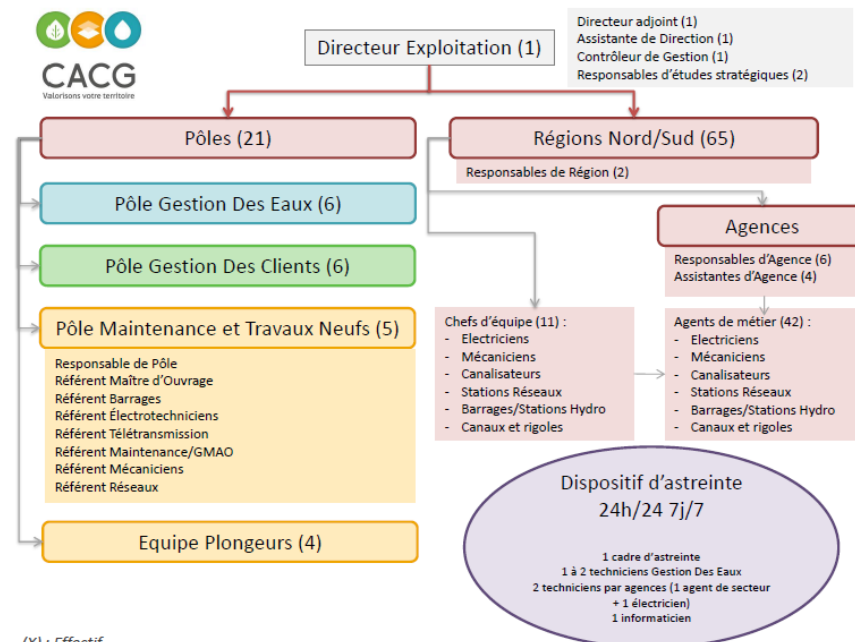 CACG
Valorisons votre territoire
Directeur Exploitation (1)
Directeur adjoint (1)
Assistante de Direction (1)
Contrôleur de Gestion (1)
Responsables d'études stratégiques (2)
Pôles (21)
Régions Nord/Sud (65)
Responsables de Région (2)
Pôle Gestion Des Eaux (6)
Agences
Responsables d'Agence (6)
Assistantes d'Agence (4)
Pôle Gestion Des Clients (6)
Pôle Maintenance et Travaux Neufs (5)
Responsable de Pôle
Référent Maître d'Ouvrage
Référent Barrages
Référent Électrotechniciens
Référent Télétransmission
Référent Maintenance/GMAO
Référent Mécaniciens
Référent Réseaux
Chefs d'équipe (11) :
- Electriciens
- Mécaniciens
- Canalisateurs
- Stations Réseaux
- Barrages/Stations Hydro
- Canaux et rigoles
Agents de métier (42) :
- Electriciens
- Mécaniciens
- Canalisateurs
- Stations Réseaux
- Barrages/Stations Hydro
- Canaux et rigoles
Equipe Plongeurs (4)
Dispositif d'astreinte
24h/24 7j/7
1 cadre d'astreinte
1 à 2 techniciens Gestion Des Eaux
2 techniciens par agences (1 agent de secteur
+ 1 électricien)
1 informaticien
(X) : Effectif